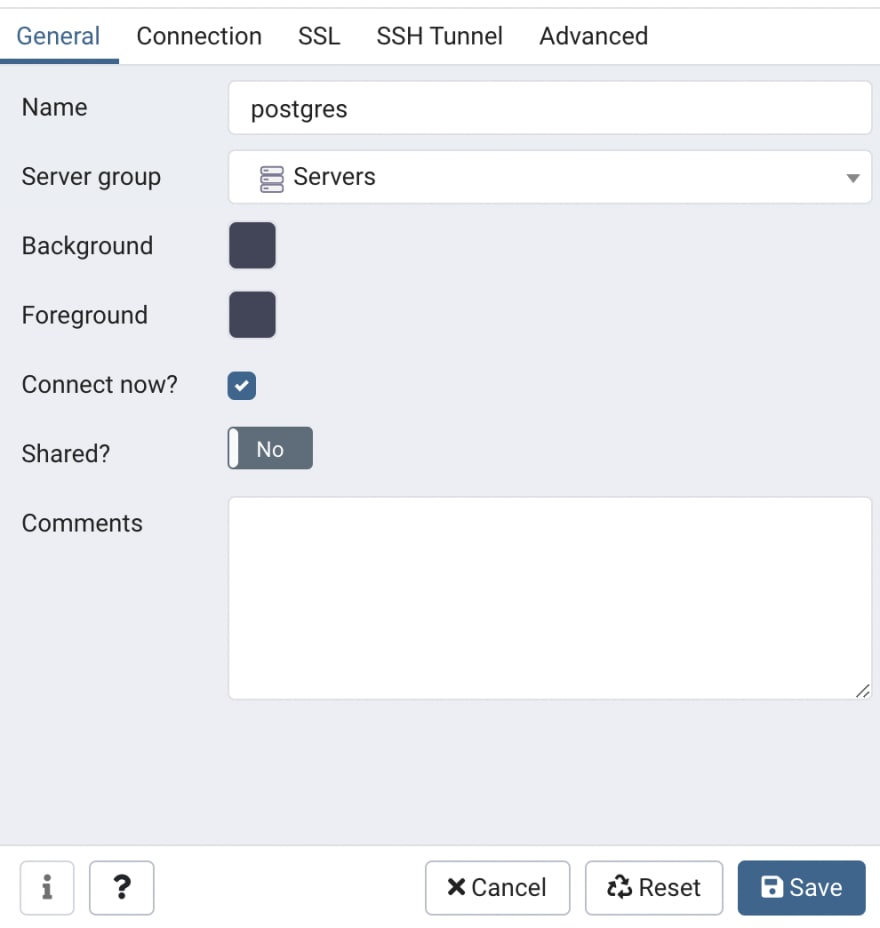 General Connection SSL SSH Tunnel Advanced
Name postgres
Server group Servers
Background
Foreground
Connect now?
Shared? No
Comments
i ? Cancel Reset Save